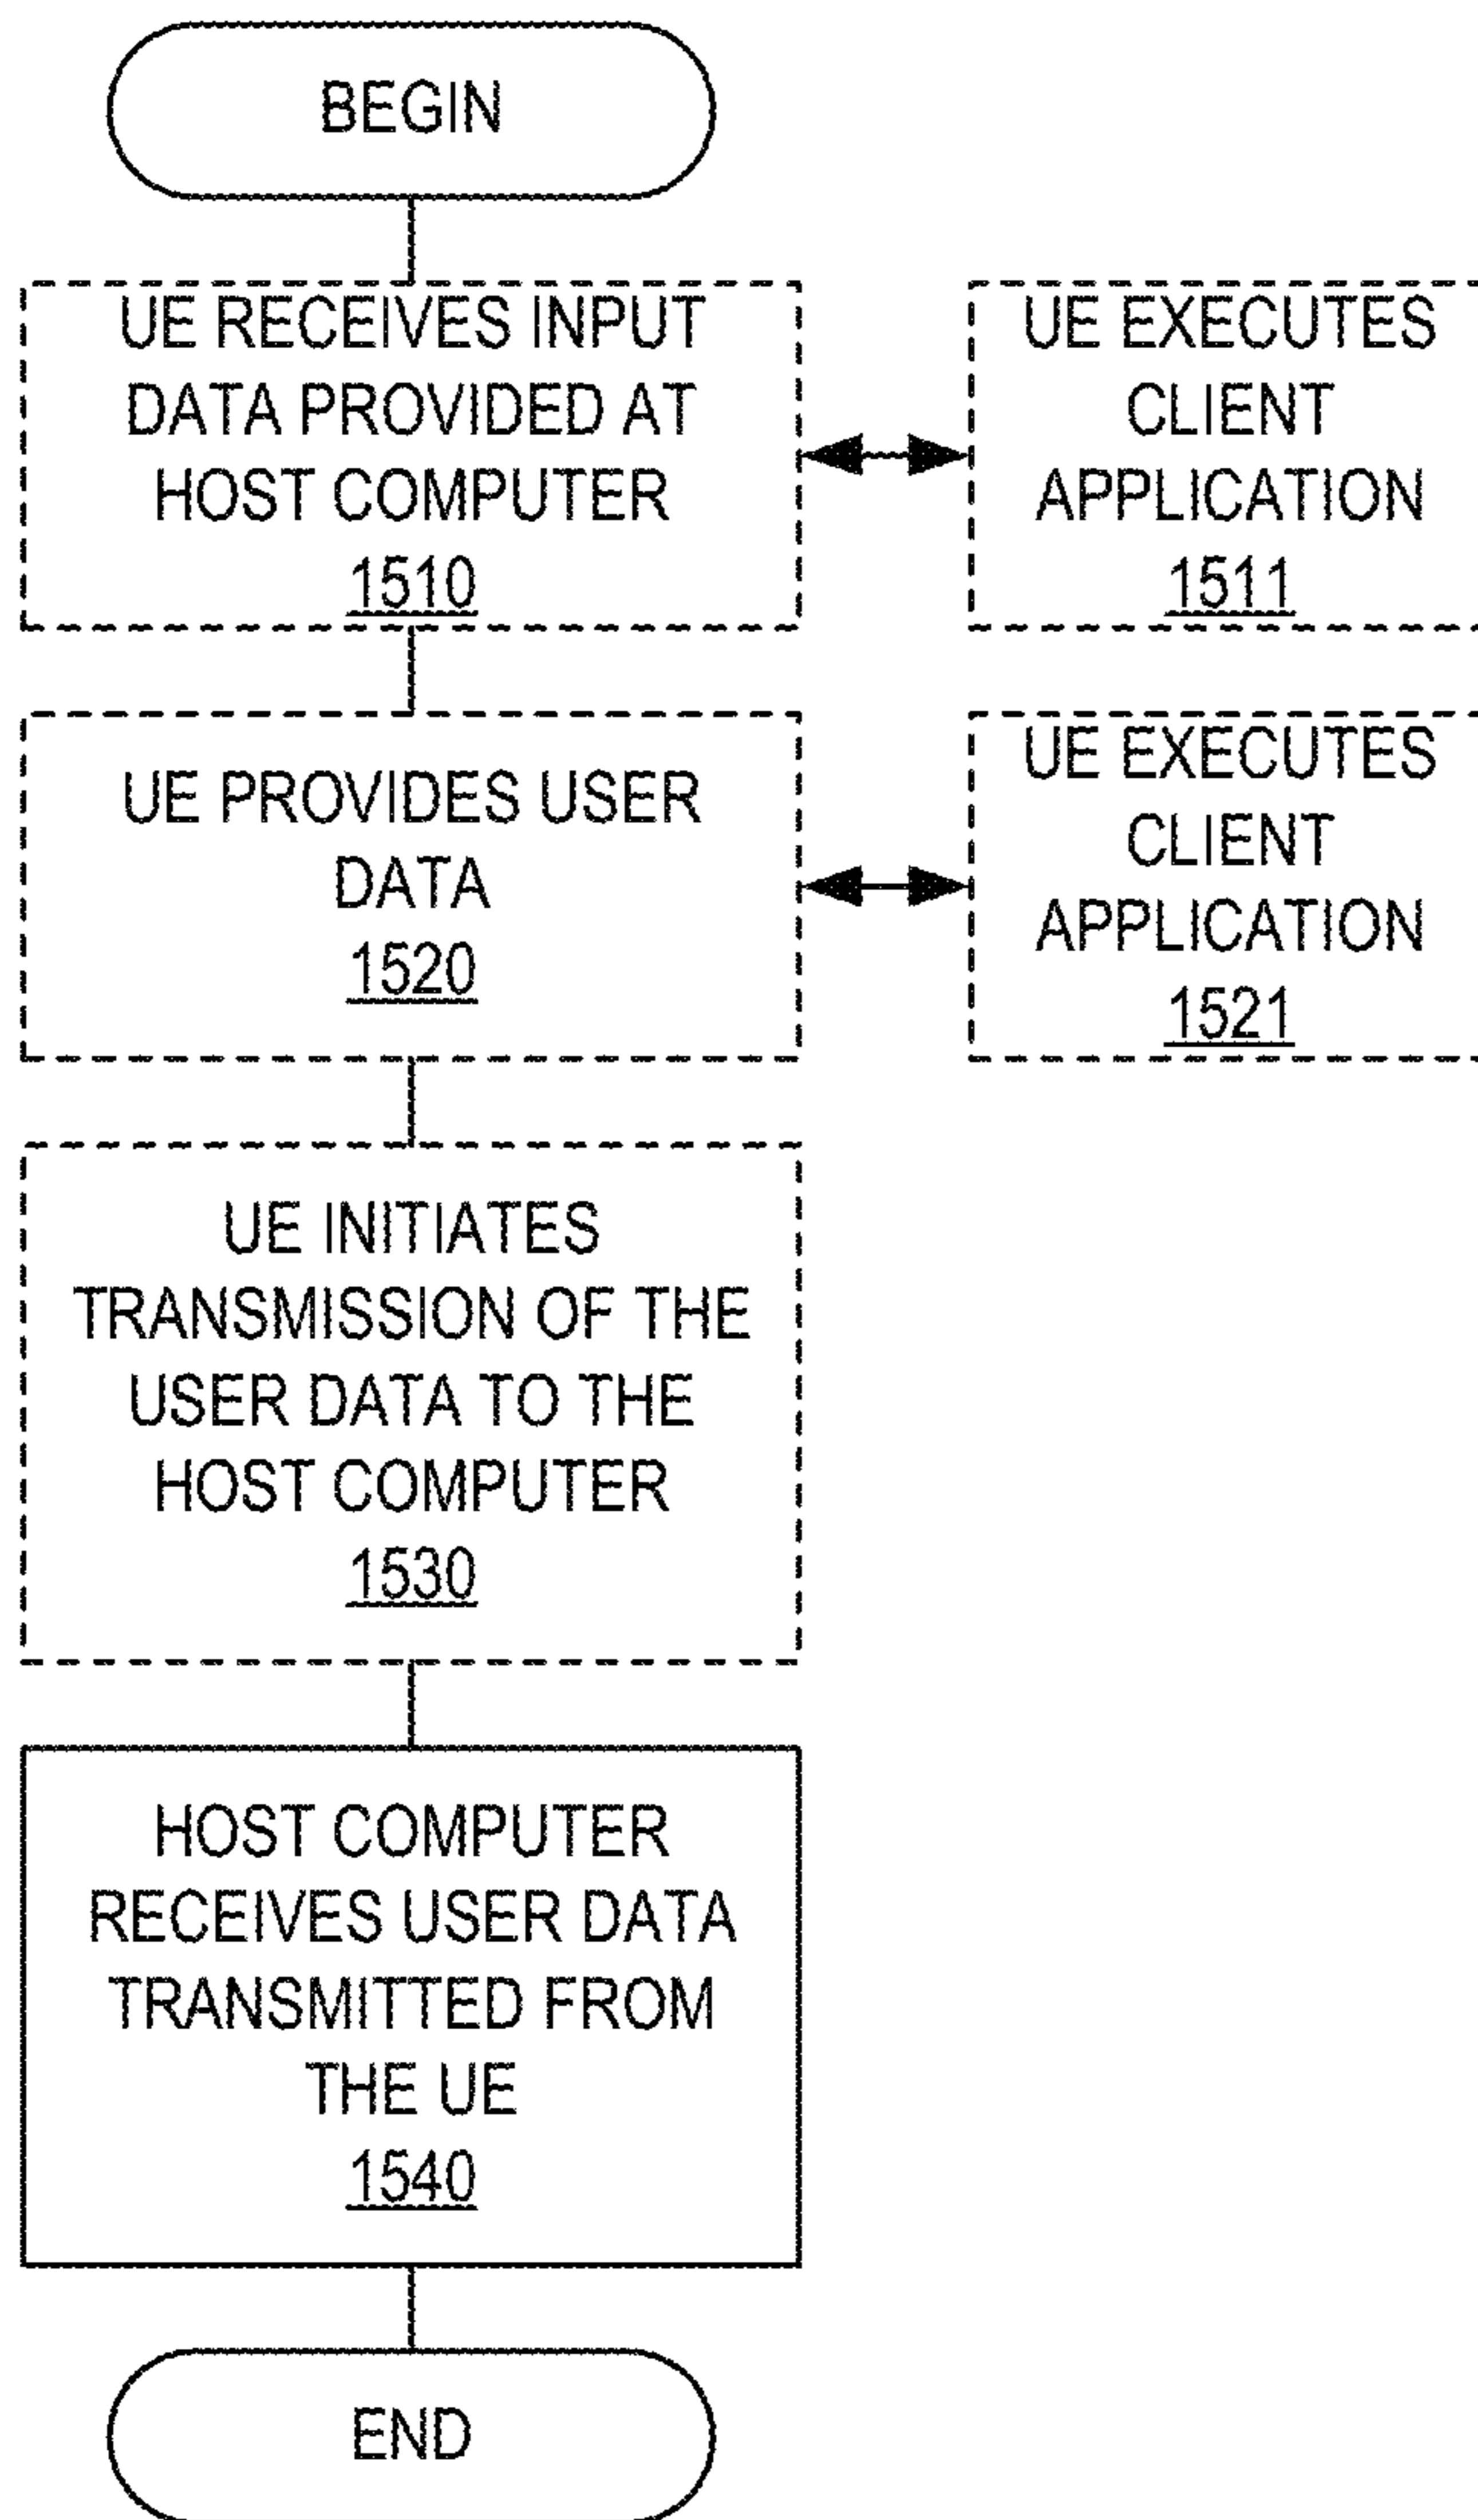 BEGIN
UE RECEIVES INPUT
DATA PROVIDED AT
HOST COMPUTER
1510
UE EXECUTES
CLIENT
APPLICATION
1511
UE PROVIDES USER
DATA
1520
UE EXECUTES
CLIENT
APPLICATION
1521
UE INITIATES
TRANSMISSION OF THE
USER DATA TO THE
HOST COMPUTER
1530
HOST COMPUTER
RECEIVES USER DATA
TRANSMITTED FROM
THE UE
1540
END